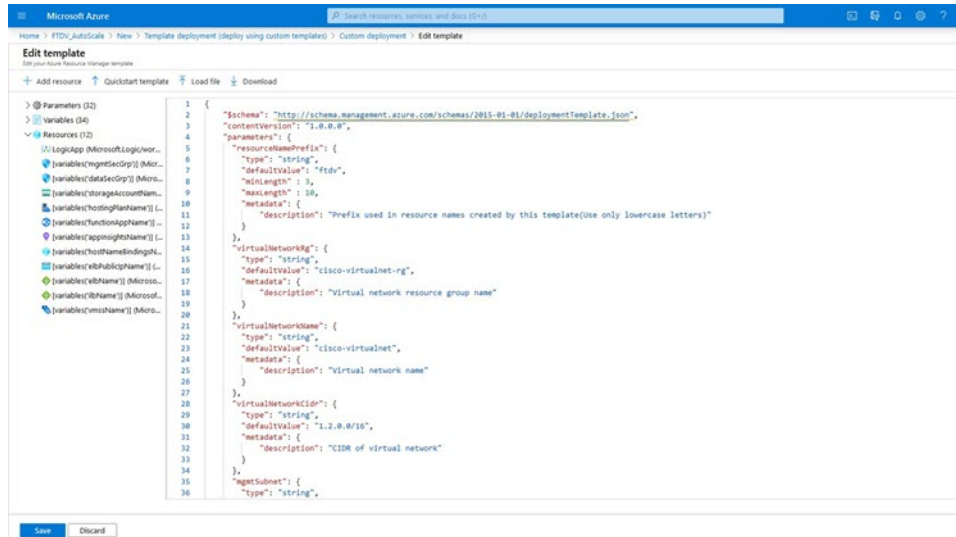 Microsoft Azure
Search resources, services, and docs (G+/)
Home > FTDV_AutoScale > New > Template deployment (deploy using custom templates) > Custom deployment > Edit template
Edit template
Edit your Azure Resource Manager template
Add resource Quickstart template Load file Download
Parameters (32)
Variables (34)
Resources (12)
LogicApp (Microsoft.Logic/wor...
[variables('mgmtSecGrp')] (Micr...
[variables('dataSecGrp')] (Micro...
[variables('storageAccountNam...
[variables('hostingPlanName')] (...
[variables('functionAppName')] ...
[variables('appInsightsName')] (...
[variables('hostNameBindingsN...
[variables('elbPublicIpName')] (...
[variables('elbName')] (Microso...
[variables('ilbName')] (Microsof...
[variables('vmssName')] (Micro...
1 {
2 "$schema": "http://schema.management.azure.com/schemas/2015-01-01/deploymentTemplate.json",
3 "contentVersion": "1.0.0.0",
4 "parameters": {
5 "resourceNamePrefix": {
6 "type": "string",
7 "defaultValue": "ftdv",
8 "minLength" : 3,
9 "maxLength" : 10,
10 "metadata": {
11 "description": "Prefix used in resource names created by this template(Use only lowercase letters)"
12 }
13 },
14 "virtualNetworkRg": {
15 "type": "string",
16 "defaultValue": "cisco-virtualnet-rg",
17 "metadata": {
18 "description": "Virtual network resource group name"
19 }
20 },
21 "virtualNetworkName": {
22 "type": "string",
23 "defaultValue": "cisco-virtualnet",
24 "metadata": {
25 "description": "Virtual network name"
26 }
27 },
28 "virtualNetworkCidr": {
29 "type": "string",
30 "defaultValue": "1.2.0.0/16",
31 "metadata": {
32 "description": "CIDR of virtual network"
33 }
34 },
35 "mgmtSubnet": {
36 "type": "string",
Save Discard